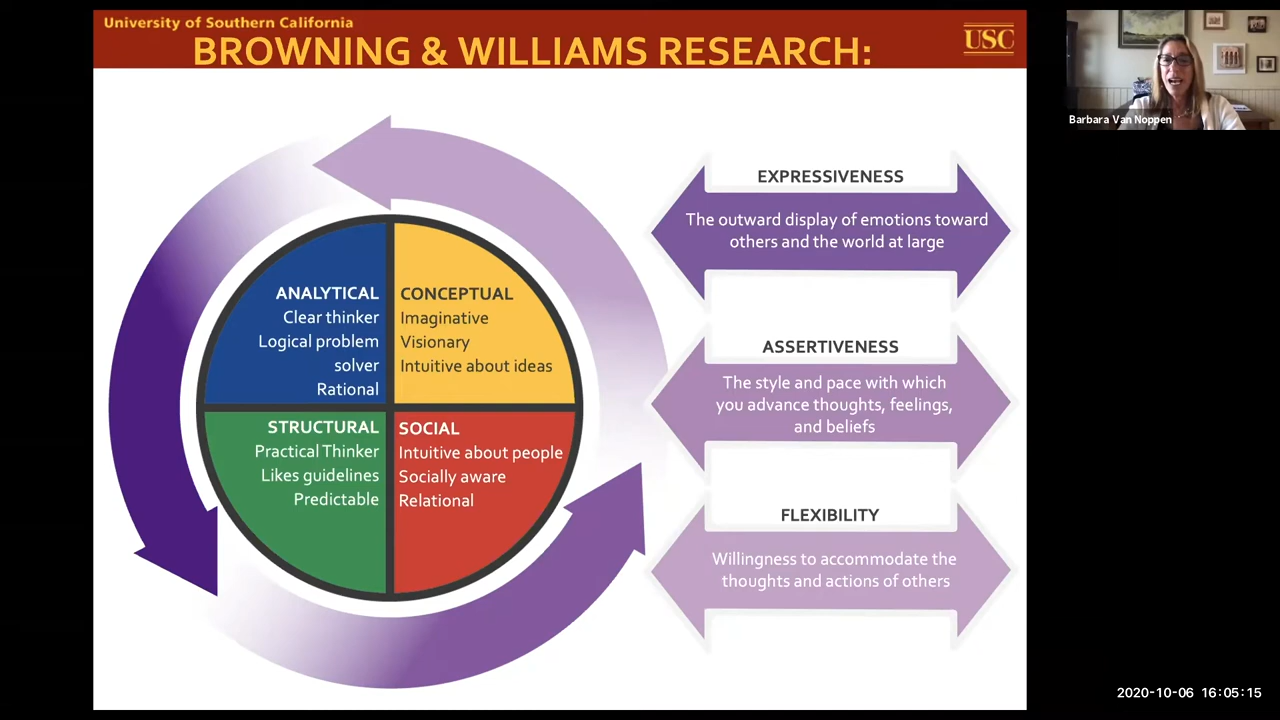 University of Southern California
BROWNING & WILLIAMS RESEARCH:
USC
ANALYTICAL
Clear thinker
Logical problem
solver
Rational
CONCEPTUAL
Imaginative
Visionary
Intuitive about ideas
STRUCTURAL
Practical Thinker
Likes guidelines
Predictable
SOCIAL
Intuitive about people
Socially aware
Relational
EXPRESSIVENESS
The outward display of emotions toward
others and the world at large
ASSERTIVENESS
The style and pace with which
you advance thoughts, feelings,
and beliefs
FLEXIBILITY
Willingness to accommodate the
thoughts and actions of others
Barbara Van Noppen
2020-10-06 16:05:15